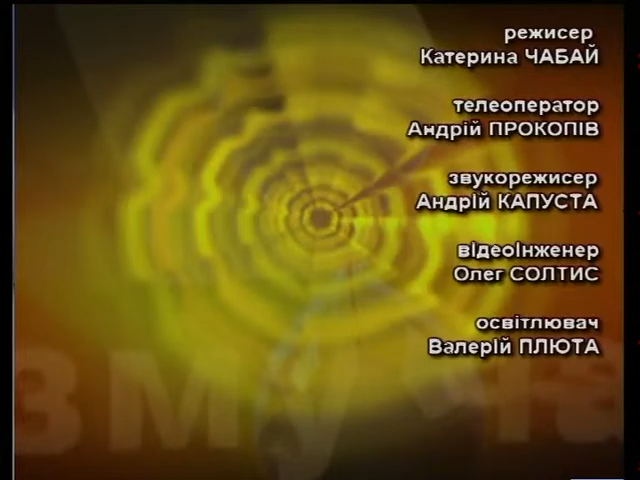 режисер
Катерина ЧАБАЙ
телеоператор
Андрій ПРОКОПІВ
звукорежисер
Андрій КАПУСТА
відеоінженер
Олег СОЛТИС
освітлювач
Валерій ПЛЮТА